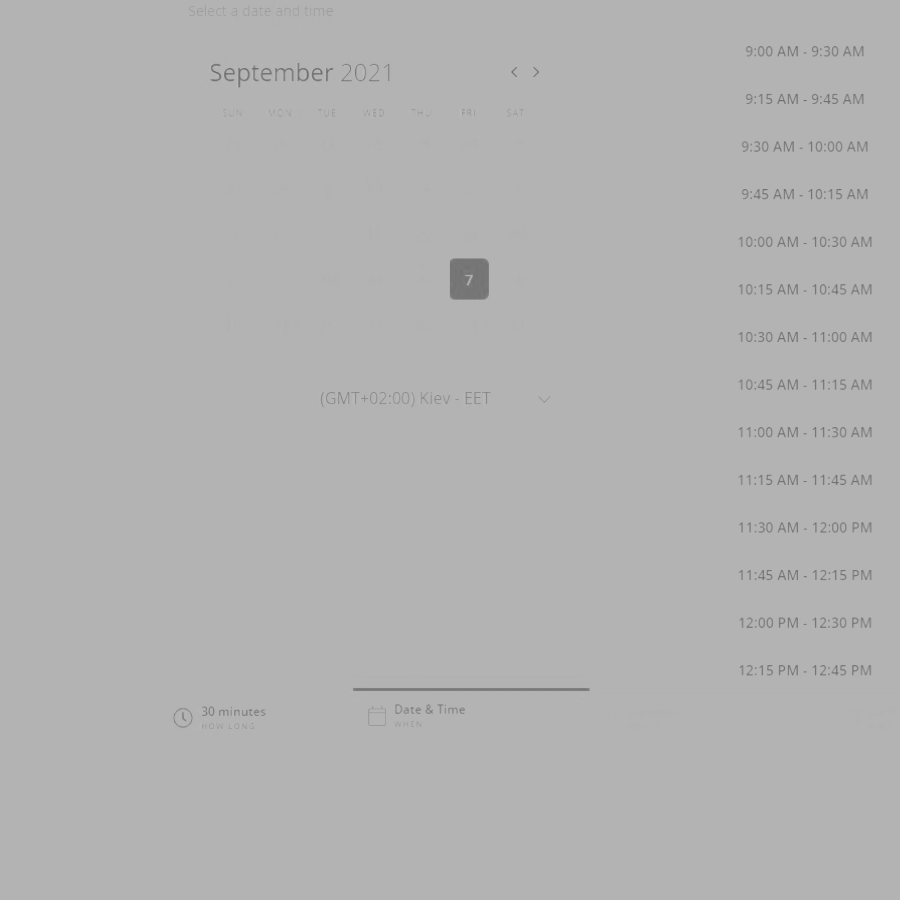 Select a date and time
September 2021
SUN MON TUE WED THU FRI SAT
7
(GMT+02:00) Kiev - EET
9:00 AM - 9:30 AM
9:15 AM - 9:45 AM
9:30 AM - 10:00 AM
9:45 AM - 10:15 AM
10:00 AM - 10:30 AM
10:15 AM - 10:45 AM
10:30 AM - 11:00 AM
10:45 AM - 11:15 AM
11:00 AM - 11:30 AM
11:15 AM - 11:45 AM
11:30 AM - 12:00 PM
11:45 AM - 12:15 PM
12:00 PM - 12:30 PM
12:15 PM - 12:45 PM
30 minutes
HOW LONG
Date & Time
WHEN